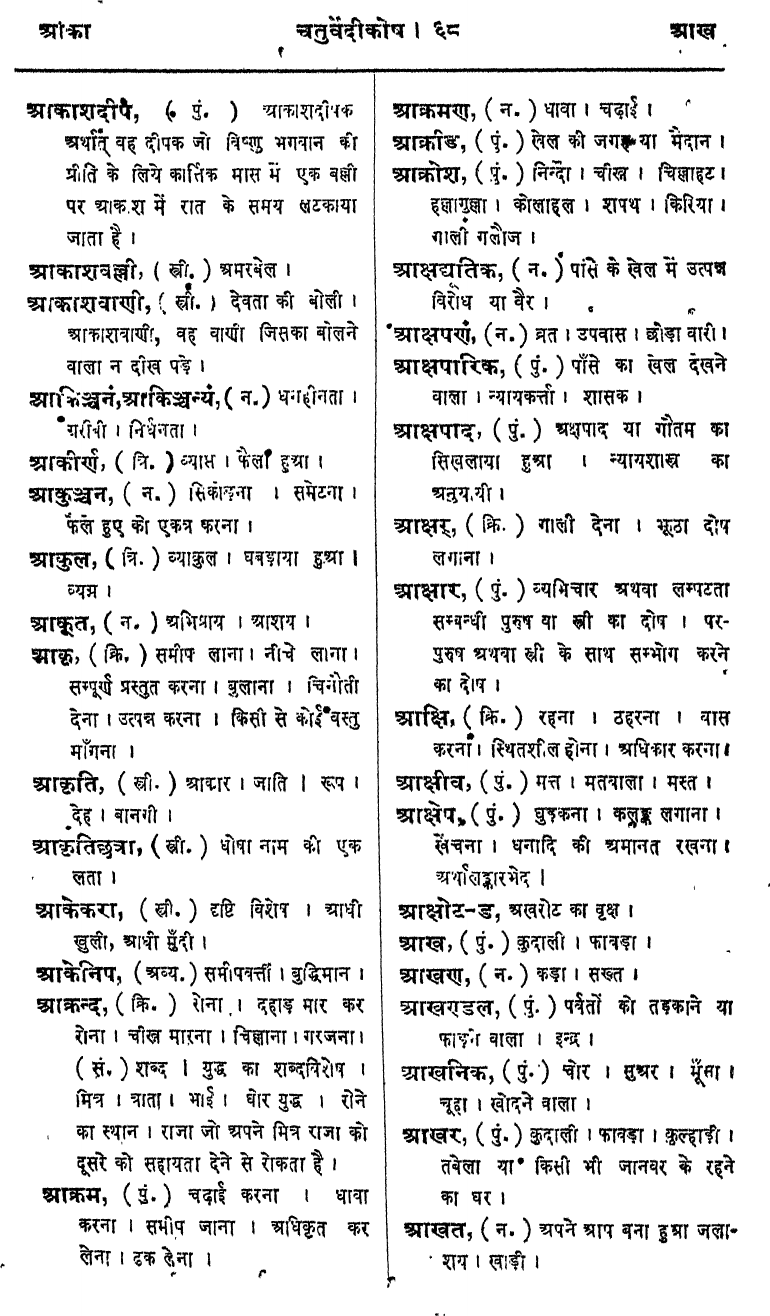 आका
चतुर्वेदीकोष । ६८
आख
आकाशदीप, ( पुं. ) आकाशदीपक
अर्थात् वह दीपक जो विष्णु भगवान की
प्रीति के लिये कार्त्तिक मास में एक बल्ली
पर आकाश में रात के समय लटकाया
जाता है ।
आकाशवल्ली, ( स्त्री. ) अमरबेल ।
आकाशवाणी, ( स्त्री. ) देवता की बोली ।
आकाशवाणी, वह वाणी जिसका बोलने
वाला न दीख पड़े ।
आकिञ्चनं,आकिञ्चन्यं, ( न. ) धनहीनता ।
गरीबी । निर्धनता ।
आकीर्ण, ( त्रि. ) व्याप्त । फैला हुआ ।
आकुञ्चन, ( न. ) सिकोड़ना । समेटना ।
फैले हुए को एकत्र करना ।
आकुल, ( त्रि. ) व्याकुल । घबड़ाया हुआ ।
व्यग्र ।
आकूत, ( न. ) अभिप्राय । आशय ।
आकृ, ( क्रि. ) समीप लाना । नीचे लाना ।
सम्पूर्ण प्रस्तुत करना । बुलाना । चिनौती
देना । उत्पन्न करना । किसी से कोई वस्तु
माँगना ।
आकृति, ( स्त्री. ) आकार । जाति । रूप ।
देह । बानगी ।
आकृतिछत्रा, ( स्त्री. ) घोषा नाम की एक
लता ।
आकेकरा, ( स्त्री. ) दृष्टि विशेष । आधी
खुली, आधी मुँदी ।
आकेनिप, ( अव्य. ) समीपवर्त्ती । बुद्धिमान ।
आक्रन्द, ( क्रि. ) रोना । दहाड़ मार कर
रोना । चीख मारना । चिल्लाना । गरजना ।
( सं. ) शब्द । युद्ध का शब्दविशेष ।
मित्र । त्राता । भाई । घोर युद्ध । रोने
का स्थान । राजा जो अपने मित्र राजा को
दूसरे को सहायता देने से रोकता है ।
आक्रम, ( पुं. ) चढ़ाई करना । धावा
करना । समीप जाना । अधिकृत कर
लेना । ढक लेना ।
आक्रमण, ( न. ) धावा । चढ़ाई ।
आक्रीड, ( पुं. ) खेल की जगह या मैदान ।
आक्रोश, ( पुं. ) निन्दा । चीख । चिल्लाहट ।
हल्लागुल्ला । कोलाहल । शपथ । किरिया ।
गाली गलौज ।
आक्षद्यूतिक, ( न. ) पांसे के खेल में उत्पन्न
विरोध या वैर ।
आक्षपणं, (न.) व्रत । उपवास । छोड़ा वारी ।
आक्षपारिक, ( पुं. ) पाँसे का खेल देखने
वाला । न्यायकर्त्ता । शासक ।
आक्षपाद, ( पुं. ) अक्षपाद या गौतम का
सिखलाया हुआ । न्यायशास्त्र का
अनुयायी ।
आक्षर्, ( क्रि. ) गाली देना । झूठा दोष
लगाना ।
आक्षार, ( पुं. ) व्यभिचार अथवा लम्पटता
सम्बन्धी पुरुष वा स्त्री का दोष । पर-
पुरुष अथवा स्त्री के साथ सम्भोग करने
का दोष ।
आक्षि, ( क्रि. ) रहना । ठहरना । वास
करना । स्थितशील होना । अधिकार करना ।
आक्षीव, ( पुं. ) मत्त । मतवाला । मस्त ।
आक्षेप, ( पुं. ) घुड़कना । कलङ्क लगाना ।
खेंचना । धनादि की अमानत रखना ।
अर्थालङ्कारभेद ।
आक्षोट-ड, अखरोट का वृक्ष ।
आख, ( पुं. ) कुदाली । फावड़ा ।
आखण, ( न. ) कड़ा । सख्त ।
आखण्डल, ( पुं. ) पर्वतों को तड़काने या
फाड़ने वाला । इन्द्र ।
आखनिक, ( पुं. ) चोर । सुअर । मूँसा ।
चूहा । खोदने वाला ।
आखर, ( पुं. ) कुदाली । फावड़ा । कुल्हाड़ी ।
तबेला या किसी भी जानवर के रहने
का घर ।
आखत, ( न. ) अपने आप बना हुआ जला-
शय । खाड़ी ।